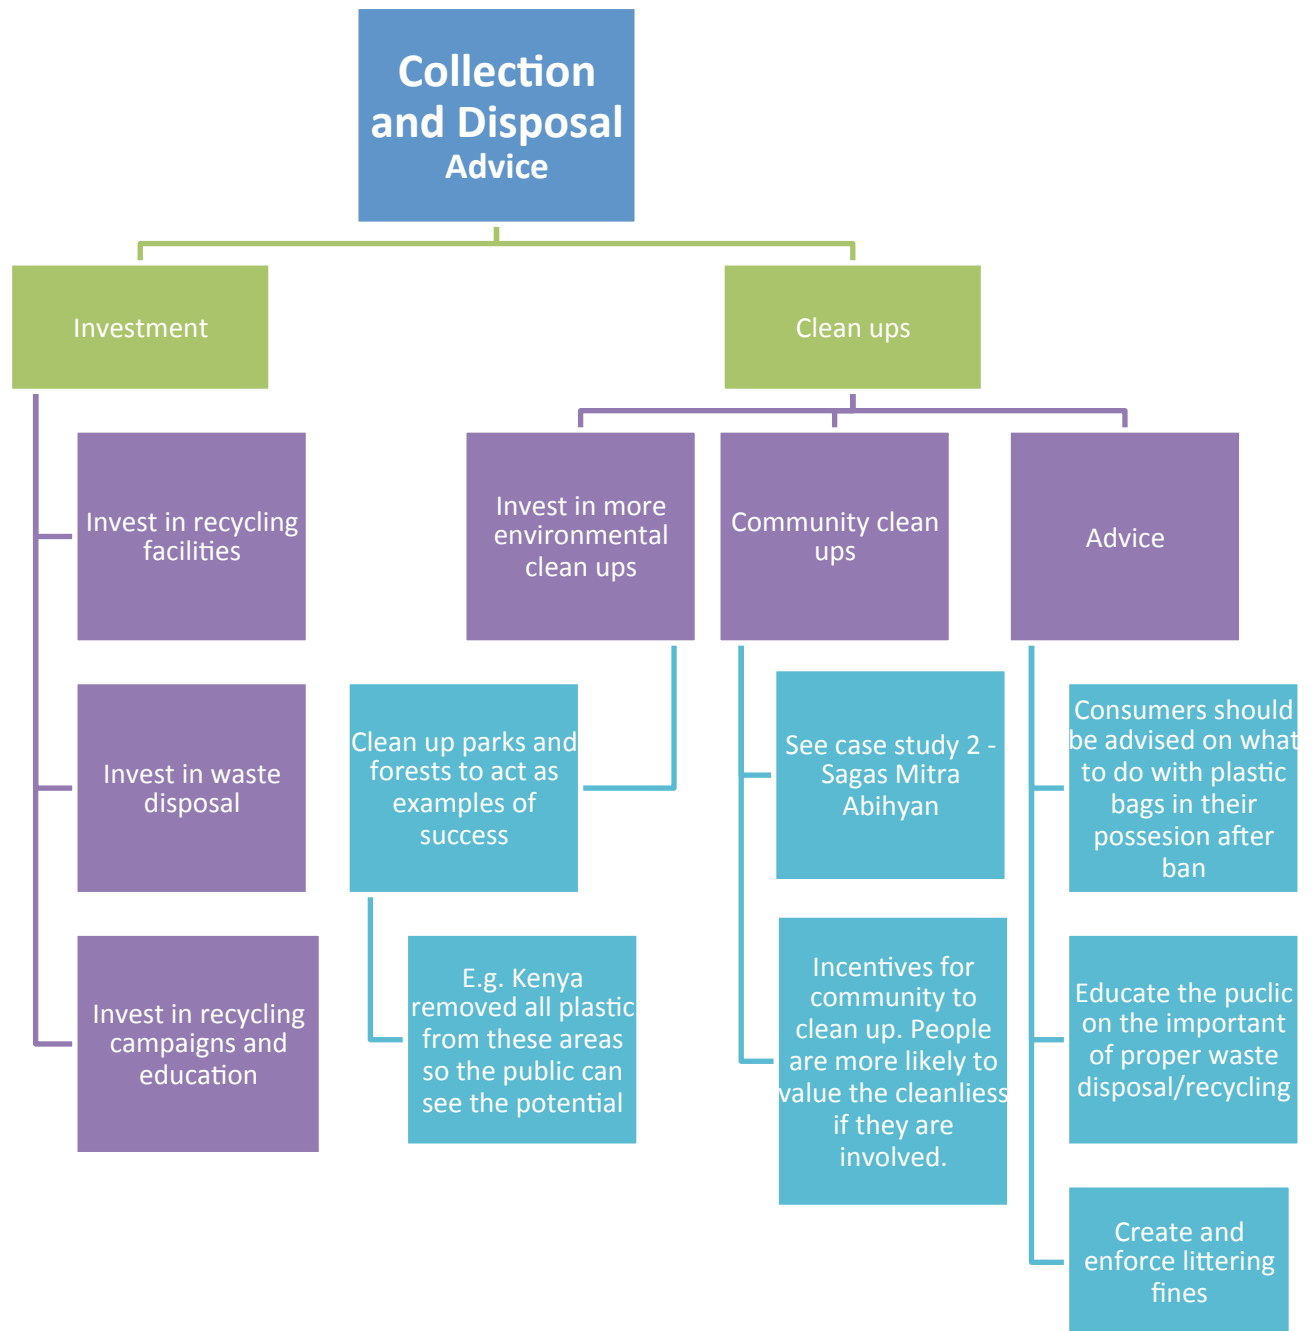 Collection
and Disposal
Advice
Investment
Clean ups
Invest in recycling
facilities
Invest in waste
disposal
Invest in recycling
campaigns and
education
Invest in more
environmental
clean ups
Clean up parks and
forests to act as
examples of
success
E.g. Kenya
removed all plastic
from these areas
so the public can
see the potential
Community clean
ups
See case study 2 -
Sagas Mitra
Abihyan
Incentives for
community to
clean up. People
are more likely to
value the cleanliess
if they are
involved.
Advice
Consumers should
be advised on what
to do with plastic
bags in their
possesion after
ban
Educate the puclic
on the important
of proper waste
disposal/recycling
Create and
enforce littering
fines